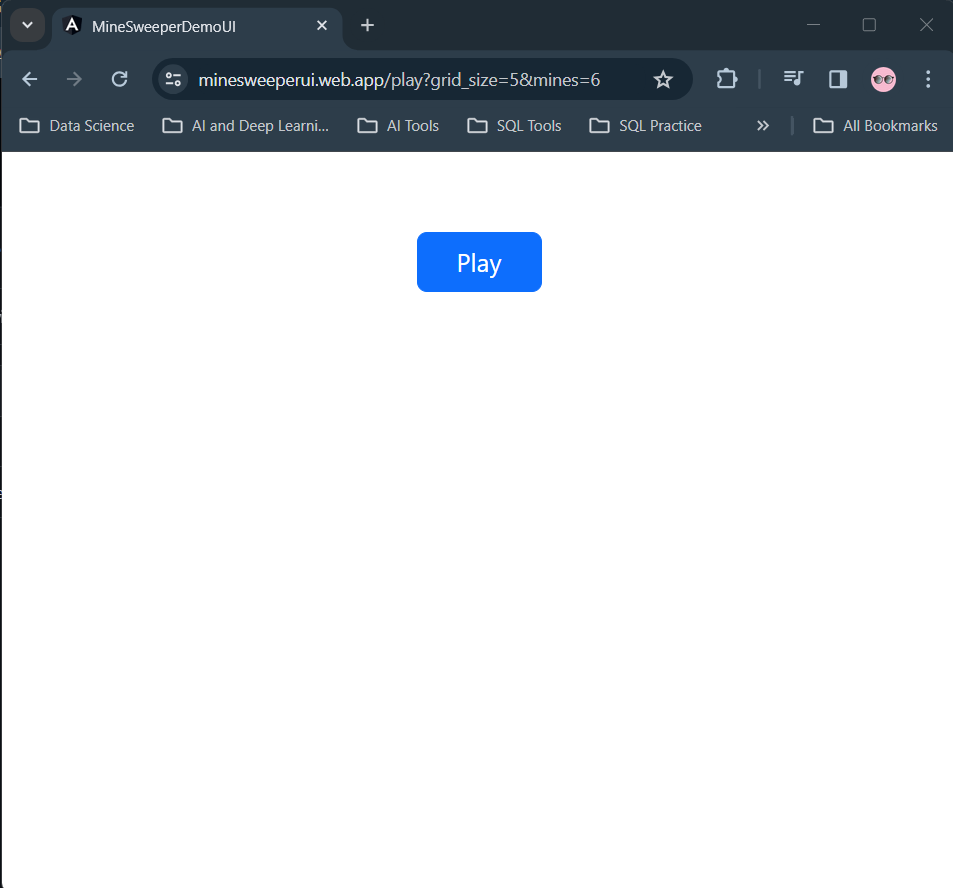 MineSweeperDemoUI
minesweeperui.web.app/play?grid_size=5&mines=6
Data Science AI and Deep Learni... AI Tools SQL Tools SQL Practice All Bookmarks
Play